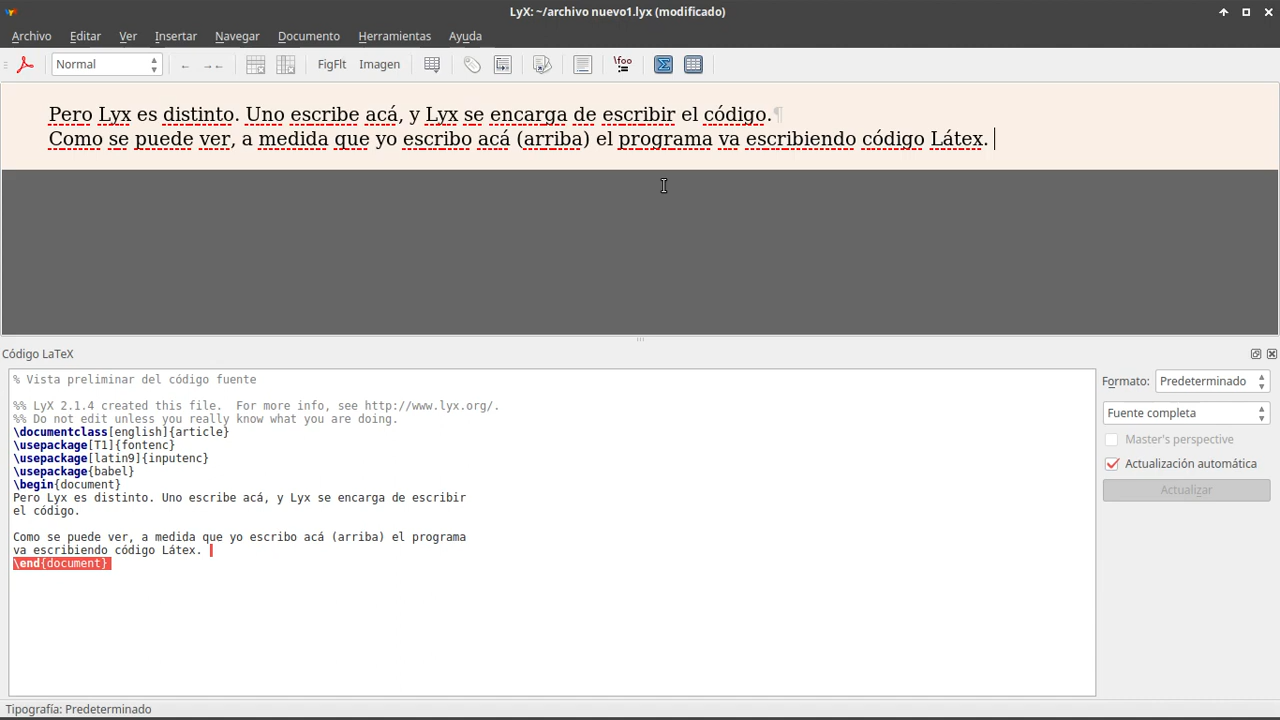 LyX: ~/archivo nuevo1.lyx (modificado)
Archivo Editar Ver Insertar Navegar Documento Herramientas Ayuda
Normal FigFlt Imagen \foo
Pero Lyx es distinto. Uno escribe acá, y Lyx se encarga de escribir el código.¶
Como se puede ver, a medida que yo escribo acá (arriba) el programa va escribiendo código Látex.
Código LaTeX
% Vista preliminar del código fuente
%% LyX 2.1.4 created this file.  For more info, see http://www.lyx.org/.
%% Do not edit unless you really know what you are doing.
\documentclass[english]{article}
\usepackage[T1]{fontenc}
\usepackage[latin9]{inputenc}
\usepackage{babel}
\begin{document}
Pero Lyx es distinto. Uno escribe acá, y Lyx se encarga de escribir
el código.
Como se puede ver, a medida que yo escribo acá (arriba) el programa
va escribiendo código Látex.
\end{document}
Formato: Predeterminado
Fuente completa
Master's perspective
Actualización automática
Actualizar
Tipografía: Predeterminado